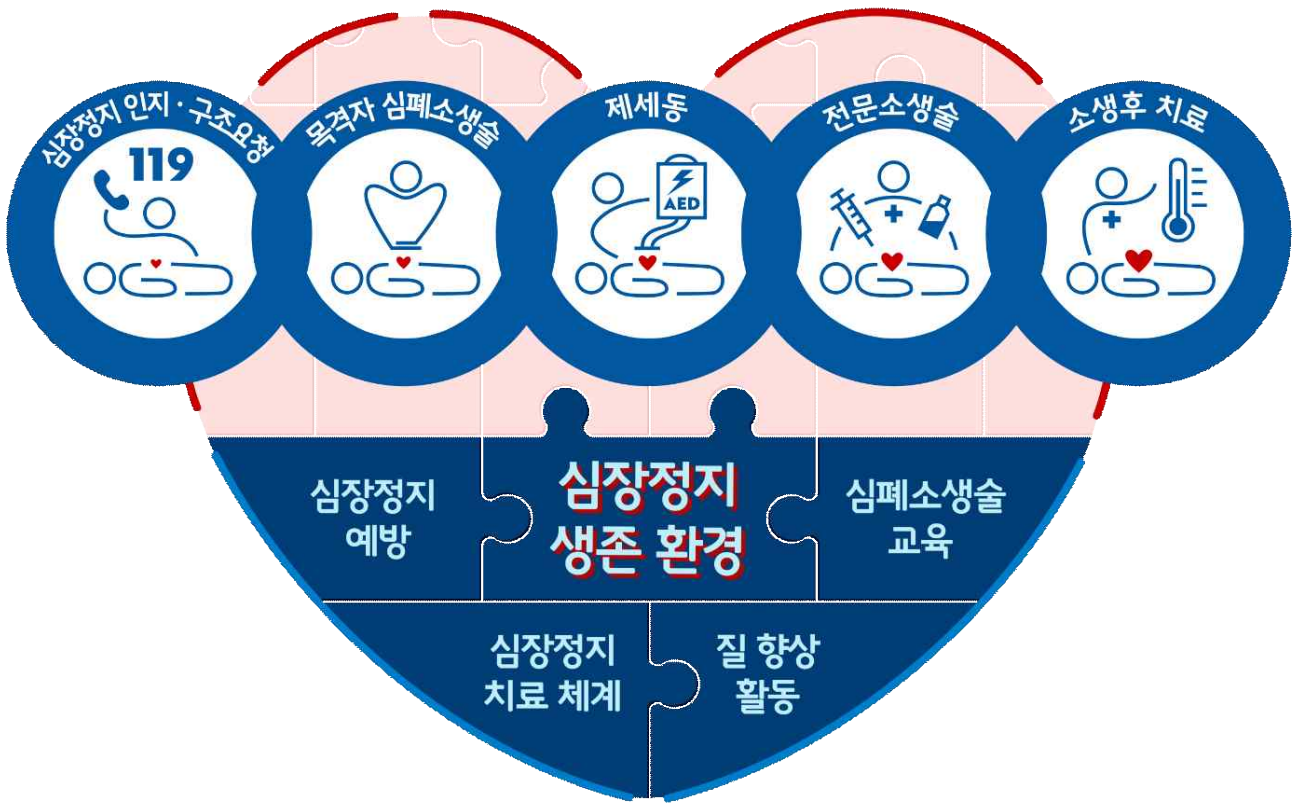 심장정지 인지 · 구조요청
목격자 심폐소생술
제세동
전문소생술
소생후 치료
119
AED
심장정지
예방
심장정지
생존 환경
심폐소생술
교육
심장정지
치료 체계
질 향상
활동